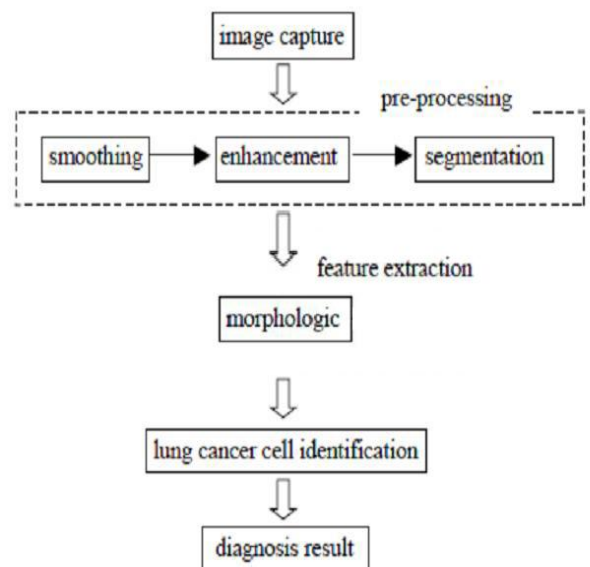 image capture
pre-processing
smoothing
enhancement
segmentation
feature extraction
morphologic
lung cancer cell identification
diagnosis result